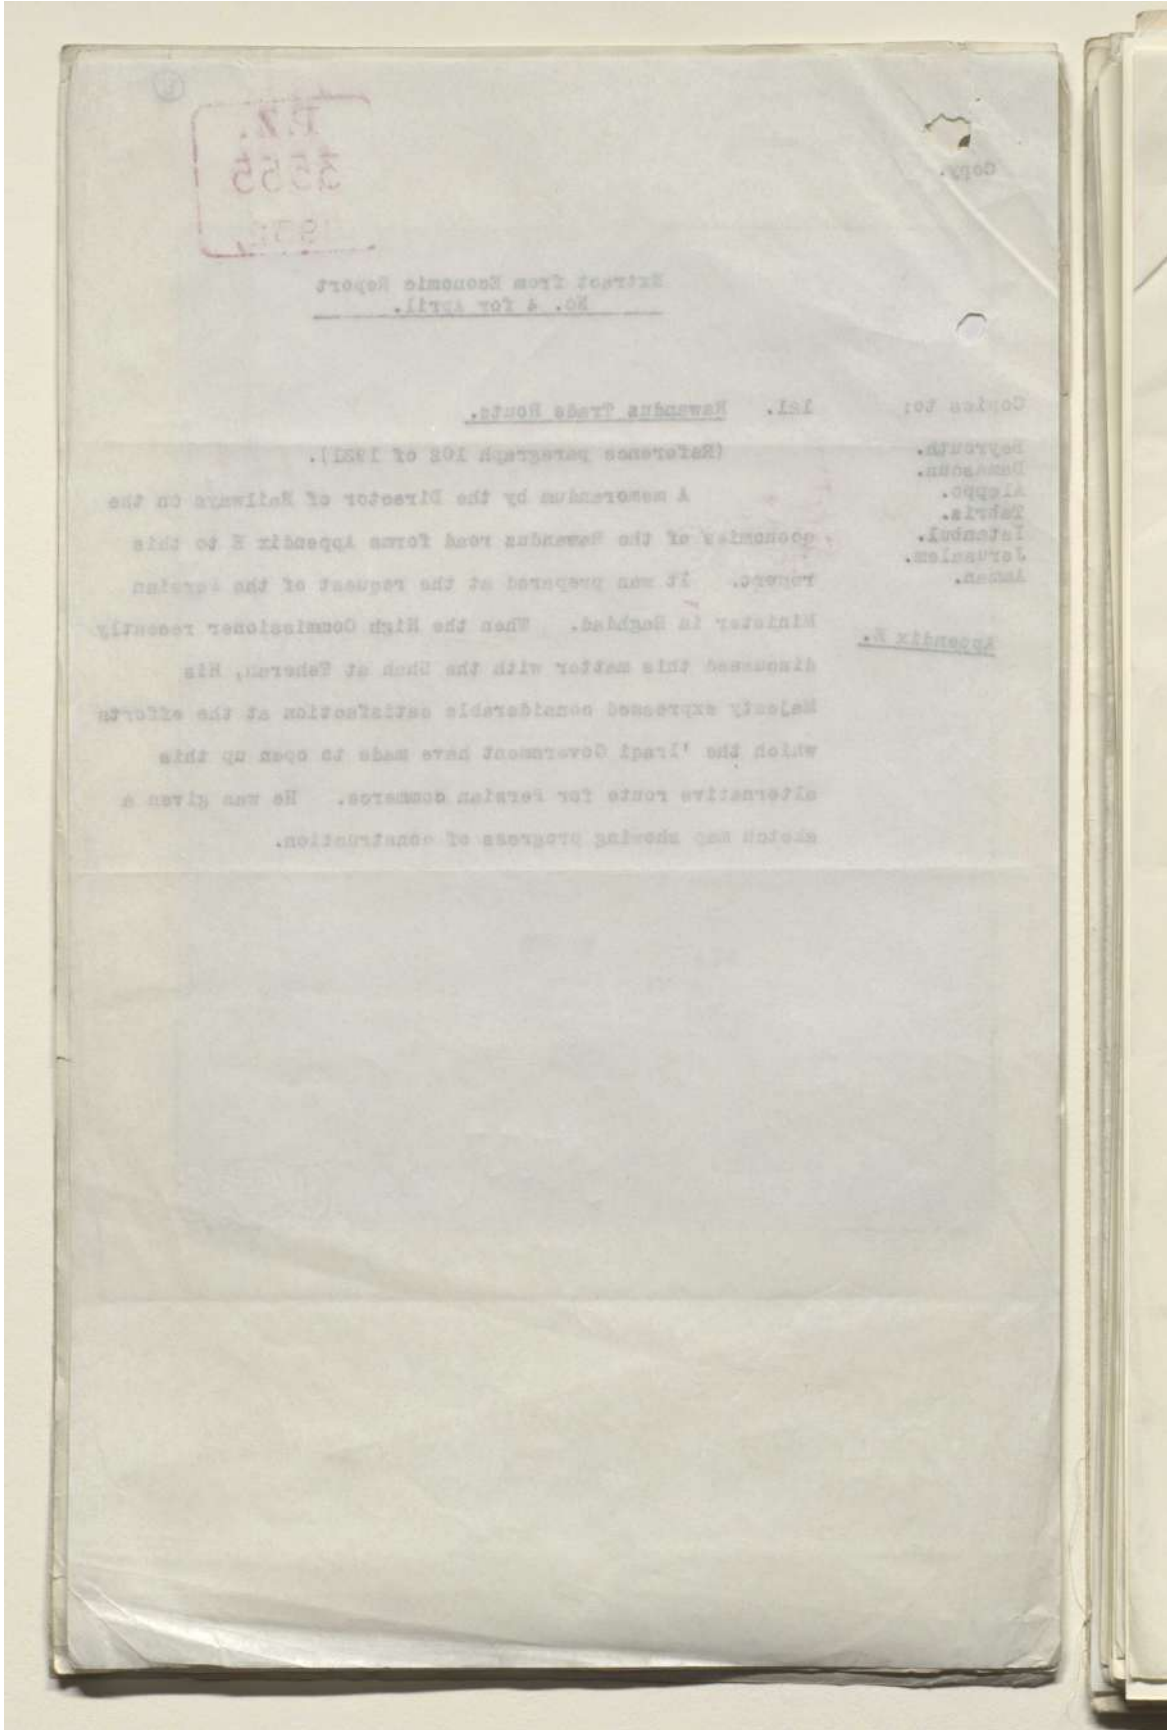 Copy.
P.Z.
3555
Extract from Economic Report
No. 4 for April.
Copies to:
Beyrouth.
Damascus.
Aleppo.
Tabriz.
Istanbul.
Jerusalem.
Amman.
Appendix E.
Rowanduz Trade Route.
(Reference paragraph 102 of 1931).
A memorandum by the Director of Railways on the
economics of the Rowanduz road forms Appendix E to this
report. It was prepared at the request of the Persian
Minister in Baghdad. When the High Commissioner recently
discussed this matter with the Shah at Teheran, His
Majesty expressed considerable satisfaction at the efforts
which the 'Iraqi Government have made to open up this
alternative route for Persian commerce. He was given a
sketch map showing progress of construction.